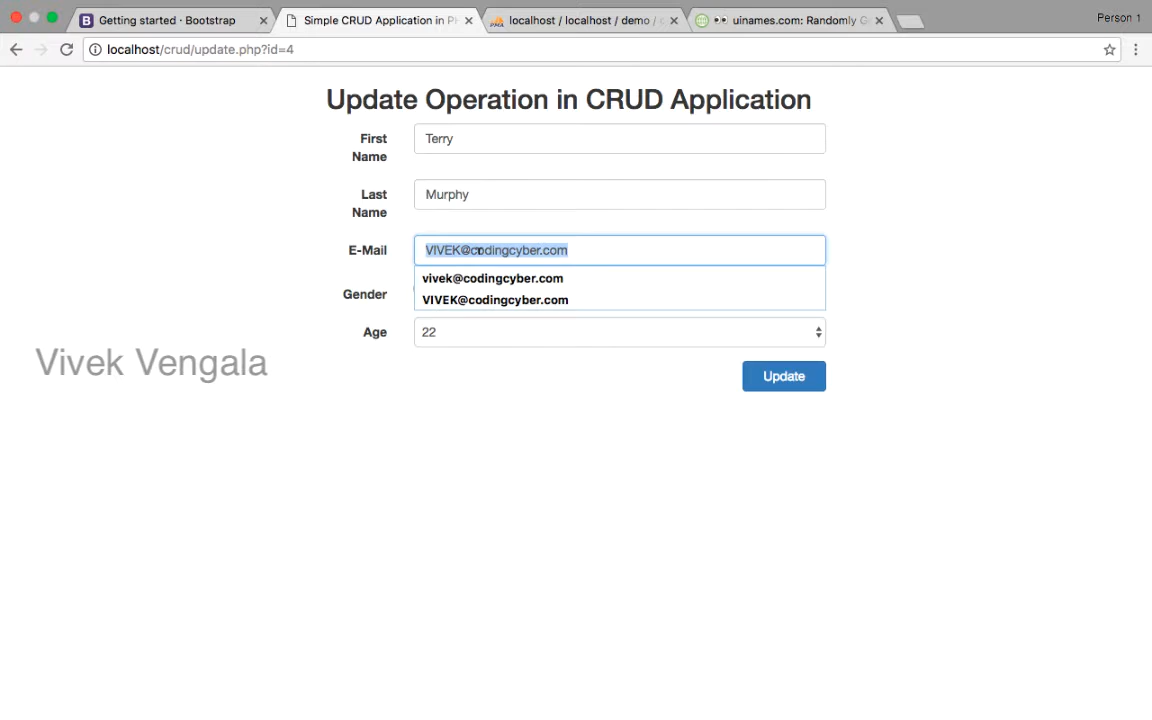 Getting started · Bootstrap
Simple CRUD Application in PH
localhost / localhost / demo /
uinames.com: Randomly G
Person 1
localhost/crud/update.php?id=4
Update Operation in CRUD Application
First Name
Terry
Last Name
Murphy
E-Mail
VIVEK@codingcyber.com
vivek@codingcyber.com
VIVEK@codingcyber.com
Gender
Age
22
Update
Vivek Vengala